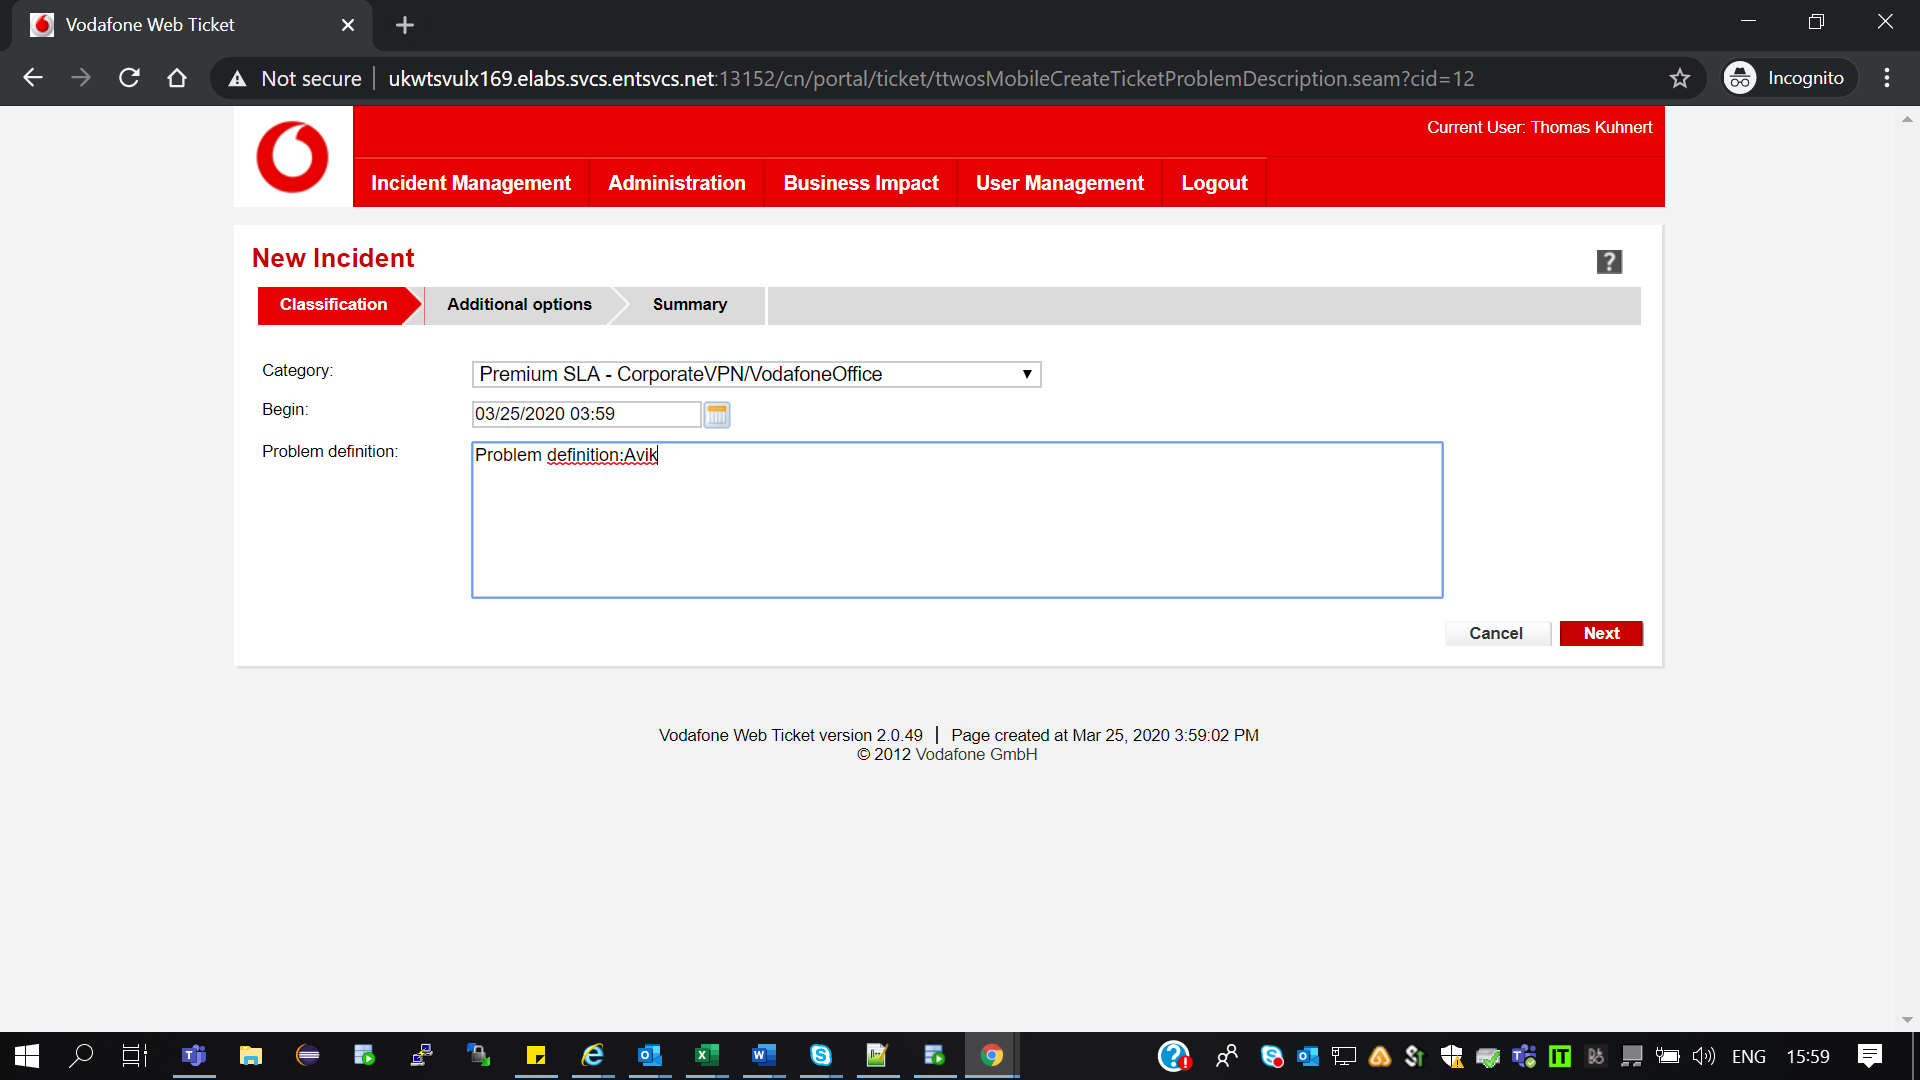 Vodafone Web Ticket
Not secure
ukwtsvulx169.elabs.svcs.entsvcs.net:13152/cn/portal/ticket/ttwosMobileCreateTicketProblemDescription.seam?cid=12
Incognito
Current User: Thomas Kuhnert
Incident Management
Administration
Business Impact
User Management
Logout
New Incident
?
Classification
Additional options
Summary
Category:
Premium SLA - CorporateVPN/VodafoneOffice
Begin:
03/25/2020 03:59
Problem definition:
Problem definition:Avik
Cancel
Next
Vodafone Web Ticket version 2.0.49 | Page created at Mar 25, 2020 3:59:02 PM
© 2012 Vodafone GmbH
ENG
15:59